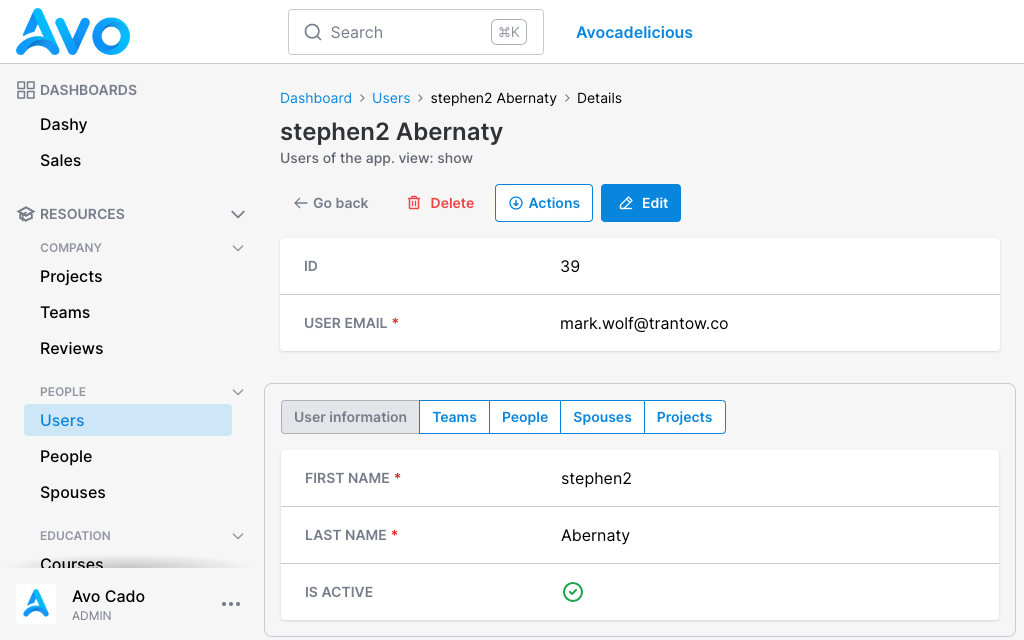 Avo
Search
⌘K
Avocadelicious
DASHBOARDS
Dashy
Sales
RESOURCES
COMPANY
Projects
Teams
Reviews
PEOPLE
Users
People
Spouses
EDUCATION
Courses
Avo Cado
ADMIN
Dashboard > Users > stephen2 Abernaty > Details
stephen2 Abernaty
Users of the app. view: show
Go back
Delete
Actions
Edit
ID 39
USER EMAIL * mark.wolf@trantow.co
User information Teams People Spouses Projects
FIRST NAME * stephen2
LAST NAME * Abernaty
IS ACTIVE